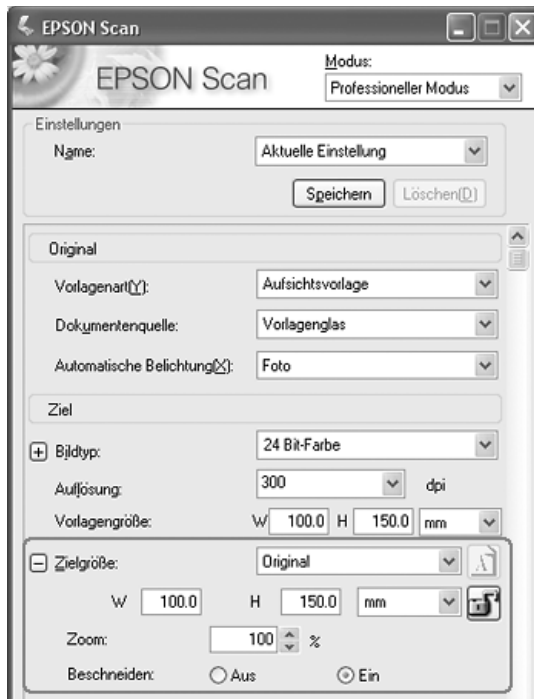 EPSON Scan
EPSON Scan
Modus:
Professioneller Modus
Einstellungen
Name: Aktuelle Einstellung
Speichern Löschen(D)
Original
Vorlagenart(Y): Aufsichtsvorlage
Dokumentenquelle: Vorlagenglas
Automatische Belichtung(X): Foto
Ziel
Bildtyp: 24 Bit-Farbe
Auflösung: 300 dpi
Vorlagengröße: W 100.0 H 150.0 mm
Zielgröße: Original
W 100.0 H 150.0 mm
Zoom: 100 %
Beschneiden: Aus Ein